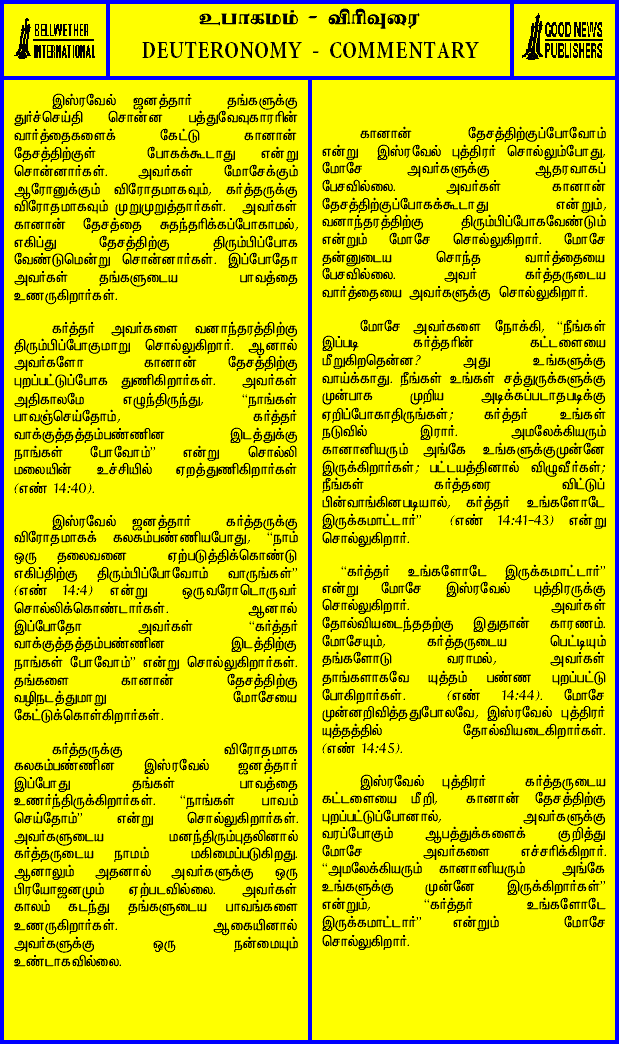 BELLWETHER
INTERNATIONAL
உபாகமம் - விரிவுரை
DEUTERONOMY - COMMENTARY
GOOD NEWS
PUBLISHERS
இஸ்ரவேல் ஜனத்தார் தங்களுக்கு
துர்ச்செய்தி சொன்ன பத்துவேவுகாரரின்
வார்த்தைகளைக் கேட்டு கானான்
தேசத்திற்குள் போகக்கூடாது என்று
சொன்னார்கள். அவர்கள் மோசேக்கும்
ஆரோனுக்கும் விரோதமாகவும், கர்த்தருக்கு
விரோதமாகவும் முறுமுறுத்தார்கள். அவர்கள்
கானான் தேசத்தை சுதந்தரிக்கப்போகாமல்,
எகிப்து தேசத்திற்கு திரும்பிப்போக
வேண்டுமென்று சொன்னார்கள். இப்போதோ
அவர்கள் தங்களுடைய பாவத்தை
உணருகிறார்கள்.
கர்த்தர் அவர்களை வனாந்தரத்திற்கு
திரும்பிப்போகுமாறு சொல்லுகிறார். ஆனால்
அவர்களோ கானான் தேசத்திற்கு
புறப்பட்டுப்போக துணிகிறார்கள். அவர்கள்
அதிகாலமே எழுந்திருந்து, “நாங்கள்
பாவஞ்செய்தோம், கர்த்தர்
வாக்குத்தத்தம்பண்ணின இடத்துக்கு
நாங்கள் போவோம்” என்று சொல்லி
மலையின் உச்சியில் ஏறத்துணிகிறார்கள்
(எண் 14:40).
இஸ்ரவேல் ஜனத்தார் கர்த்தருக்கு
விரோதமாகக் கலகம்பண்ணியபோது, “நாம்
ஒரு தலைவனை ஏற்படுத்திக்கொண்டு
எகிப்திற்கு திரும்பிப்போவோம் வாருங்கள்”
(எண் 14:4) என்று ஒருவரோடொருவர்
சொல்லிக்கொண்டார்கள். ஆனால்
இப்போதோ அவர்கள் “கர்த்தர்
வாக்குத்தத்தம்பண்ணின இடத்திற்கு
நாங்கள் போவோம்” என்று சொல்லுகிறார்கள்.
தங்களை கானான் தேசத்திற்கு
வழிநடத்துமாறு மோசேயை
கேட்டுக்கொள்கிறார்கள்.
கர்த்தருக்கு விரோதமாக
கலகம்பண்ணின இஸ்ரவேல் ஜனத்தார்
இப்போது தங்கள் பாவத்தை
உணர்ந்திருக்கிறார்கள். “நாங்கள் பாவம்
செய்தோம்” என்று சொல்லுகிறார்கள்.
அவர்களுடைய மனந்திரும்புதலினால்
கர்த்தருடைய நாமம் மகிமைப்படுகிறது.
ஆனாலும் அதனால் அவர்களுக்கு ஒரு
பிரயோஜனமும் ஏற்படவில்லை. அவர்கள்
காலம் கடந்து தங்களுடைய பாவங்களை
உணருகிறார்கள். ஆகையினால்
அவர்களுக்கு ஒரு நன்மையும்
உண்டாகவில்லை.
கானான் தேசத்திற்குப்போவோம்
என்று இஸ்ரவேல் புத்திரர் சொல்லும்போது,
மோசே அவர்களுக்கு ஆதரவாகப்
பேசவில்லை. அவர்கள் கானான்
தேசத்திற்குப்போகக்கூடாது என்றும்,
வனாந்தரத்திற்கு திரும்பிப்போகவேண்டும்
என்றும் மோசே சொல்லுகிறார். மோசே
தன்னுடைய சொந்த வார்த்தையை
பேசவில்லை. அவர் கர்த்தருடைய
வார்த்தையை அவர்களுக்கு சொல்லுகிறார்.
மோசே அவர்களை நோக்கி, “நீங்கள்
இப்படி கர்த்தரின் கட்டளையை
மீறுகிறதென்ன? அது உங்களுக்கு
வாய்க்காது. நீங்கள் உங்கள் சத்துருக்களுக்கு
முன்பாக முறிய அடிக்கப்படாதபடிக்கு
ஏறிப்போகாதிருங்கள்; கர்த்தர் உங்கள்
நடுவில் இரார். அமலேக்கியரும்
கானானியரும் அங்கே உங்களுக்குமுன்னே
இருக்கிறார்கள்; பட்டயத்தினால் விழுவீர்கள்;
நீங்கள் கர்த்தரை விட்டுப்
பின்வாங்கினபடியால், கர்த்தர் உங்களோடே
இருக்கமாட்டார்” (எண் 14:41-43) என்று
சொல்லுகிறார்.
“கர்த்தர் உங்களோடே இருக்கமாட்டார்”
என்று மோசே இஸ்ரவேல் புத்திரருக்கு
சொல்லுகிறார். அவர்கள்
தோல்வியடைந்ததற்கு இதுதான் காரணம்.
மோசேயும், கர்த்தருடைய பெட்டியும்
தங்களோடு வராமல், அவர்கள்
தாங்களாகவே யுத்தம் பண்ண புறப்பட்டு
போகிறார்கள். (எண் 14:44). மோசே
முன்னறிவித்ததுபோலவே, இஸ்ரவேல் புத்திரர்
யுத்தத்தில் தோல்வியடைகிறார்கள்.
(எண் 14:45).
இஸ்ரவேல் புத்திரர் கர்த்தருடைய
கட்டளையை மீறி, கானான் தேசத்திற்கு
புறப்பட்டுப்போனால், அவர்களுக்கு
வரப்போகும் ஆபத்துக்களைக் குறித்து
மோசே அவர்களை எச்சரிக்கிறார்.
“அமலேக்கியரும் கானானியரும் அங்கே
உங்களுக்கு முன்னே இருக்கிறார்கள்”
என்றும், “கர்த்தர் உங்களோடே
இருக்கமாட்டார்” என்றும் மோசே
சொல்லுகிறார்.